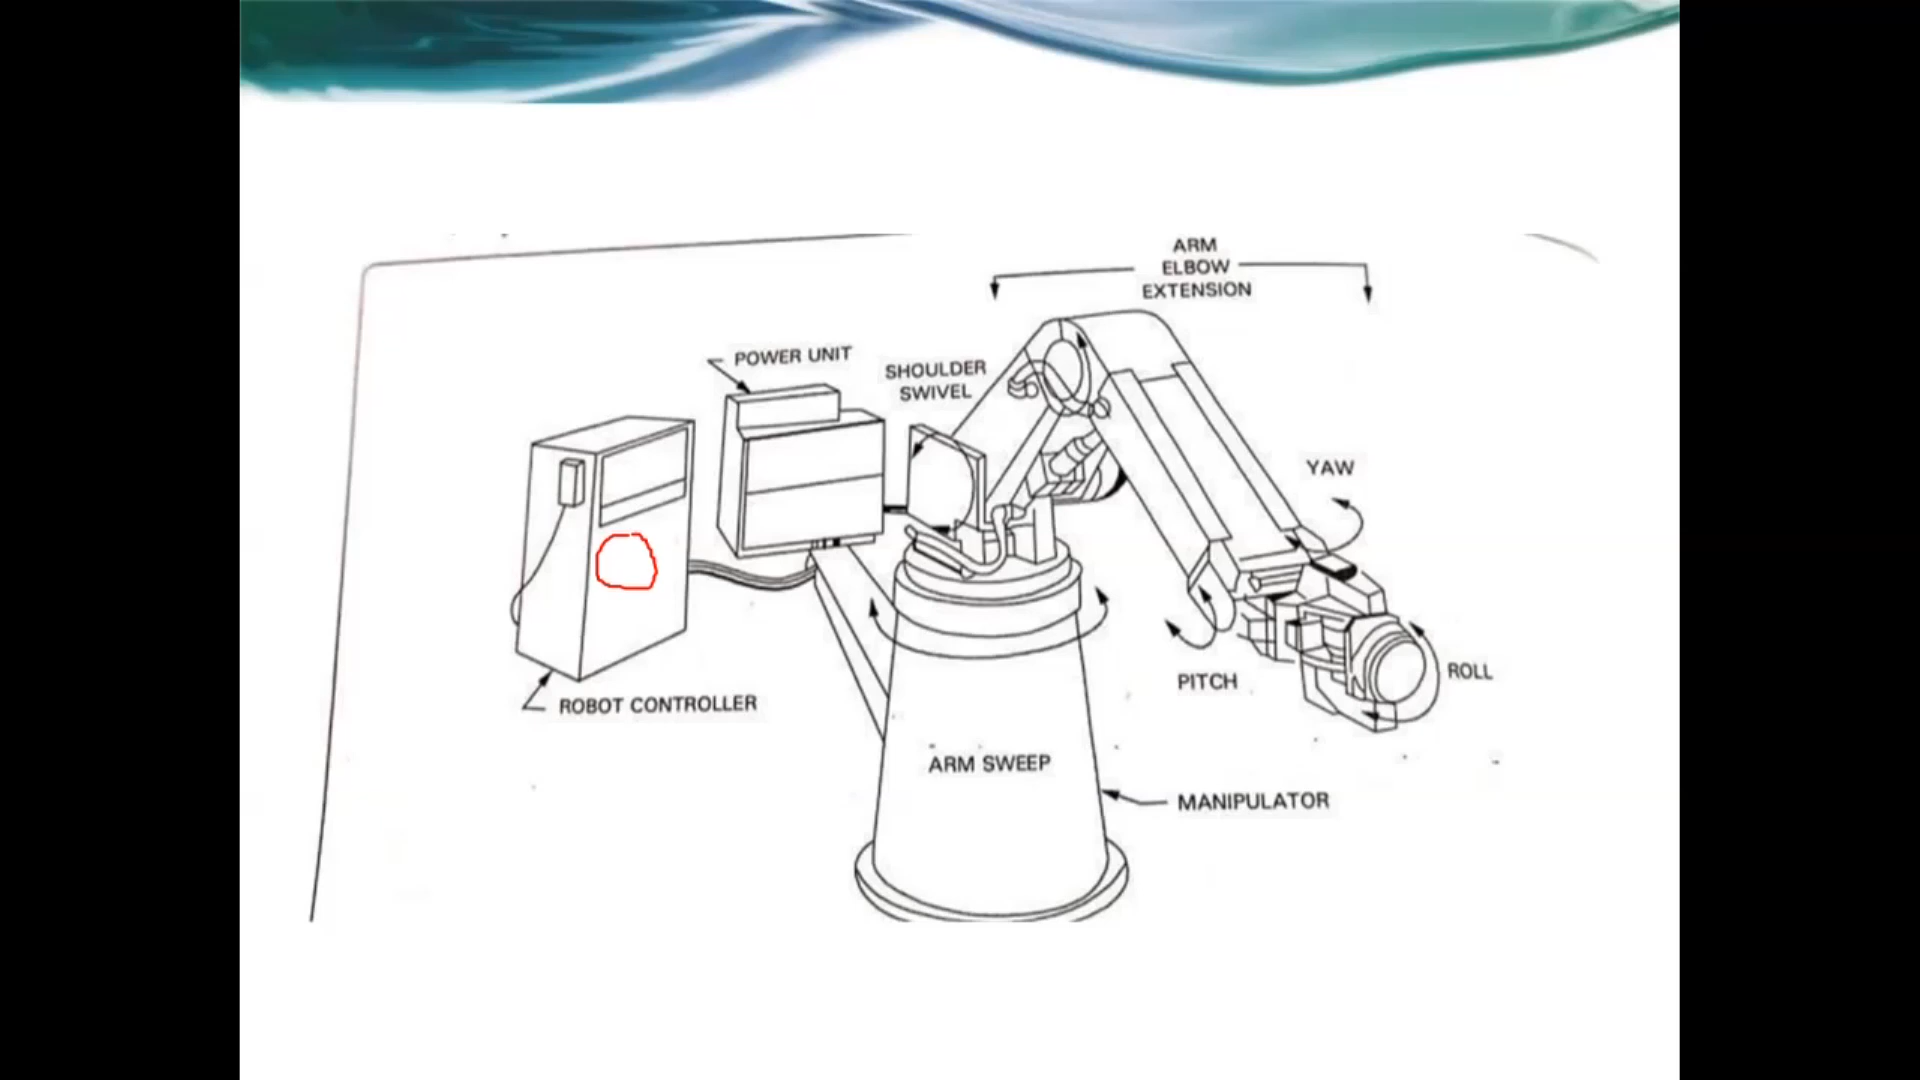 ARM
ELBOW
EXTENSION
POWER UNIT
SHOULDER
SWIVEL
YAW
PITCH
ROLL
ROBOT CONTROLLER
ARM SWEEP
MANIPULATOR